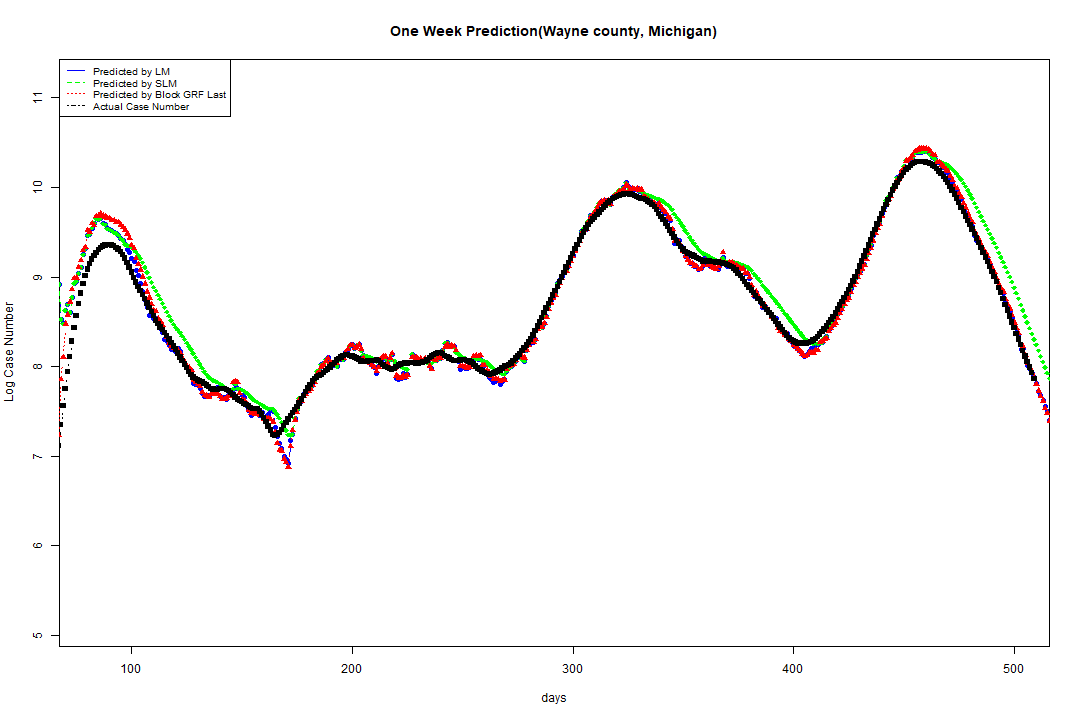 One Week Prediction(Wayne county, Michigan)
Predicted by LM
Predicted by SLM
Predicted by Block GRF Last
Actual Case Number
Log Case Number
11
10
9
8
7
6
5
100 200 300 400 500
days